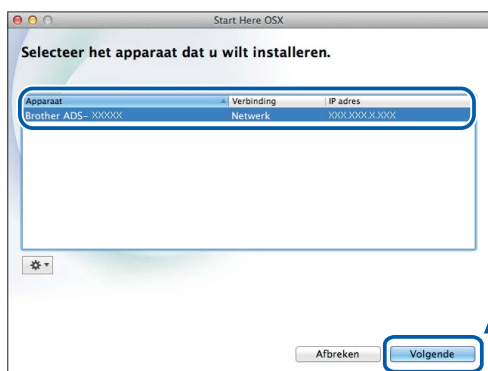 Start Here OSX
Selecteer het apparaat dat u wilt installeren.
Apparaat Verbinding IP adres
Brother ADS- XXXXX Netwerk XXX.XXX.X.XXX
Afbreken Volgende